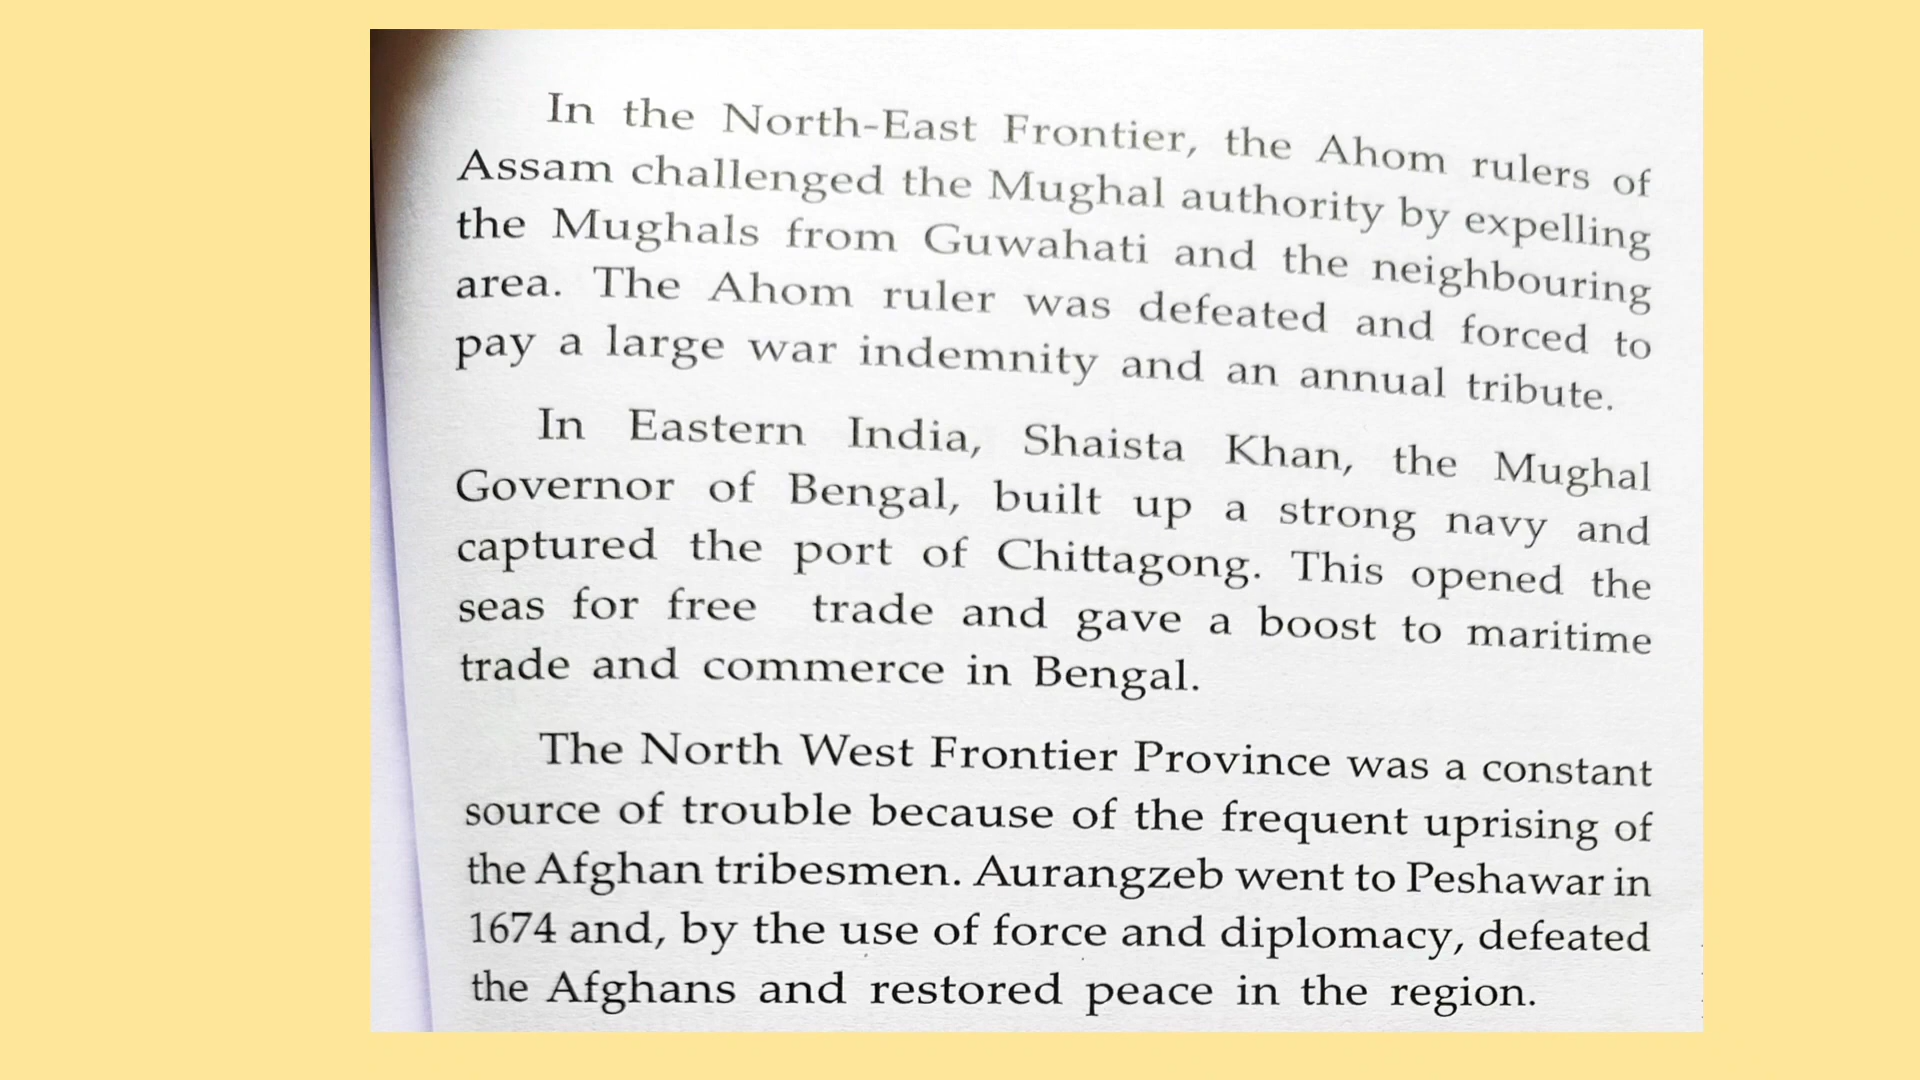 In the North-East Frontier, the Ahom rulers of
Assam challenged the Mughal authority by expelling
the Mughals from Guwahati and the neighbouring
area. The Ahom ruler was defeated and forced to
pay a large war indemnity and an annual tribute.
In Eastern India, Shaista Khan, the Mughal
Governor of Bengal, built up a strong navy and
captured the port of Chittagong. This opened the
seas for free trade and gave a boost to maritime
trade and commerce in Bengal.
The North West Frontier Province was a constant
source of trouble because of the frequent uprising of
the Afghan tribesmen. Aurangzeb went to Peshawar in
1674 and, by the use of force and diplomacy, defeated
the Afghans and restored peace in the region.